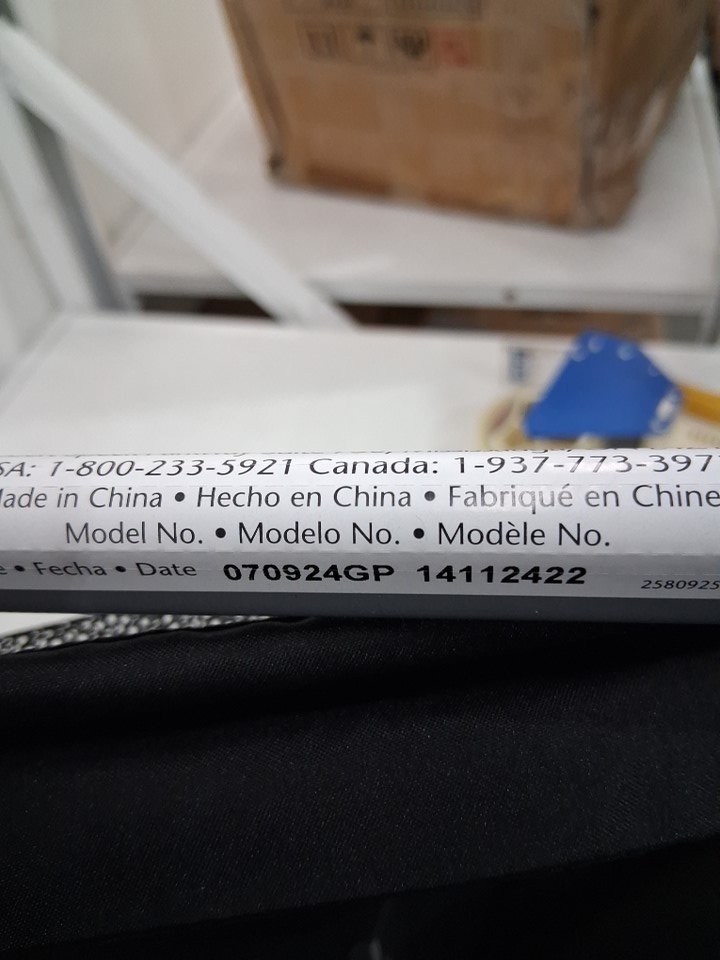 SA: 1-800-233-5921 Canada: 1-937-773-397
Made in China • Hecho en China • Fabriqué en Chine
Model No. • Modelo No. • Modèle No.
e • Fecha • Date 070924GP 14112422 2580925